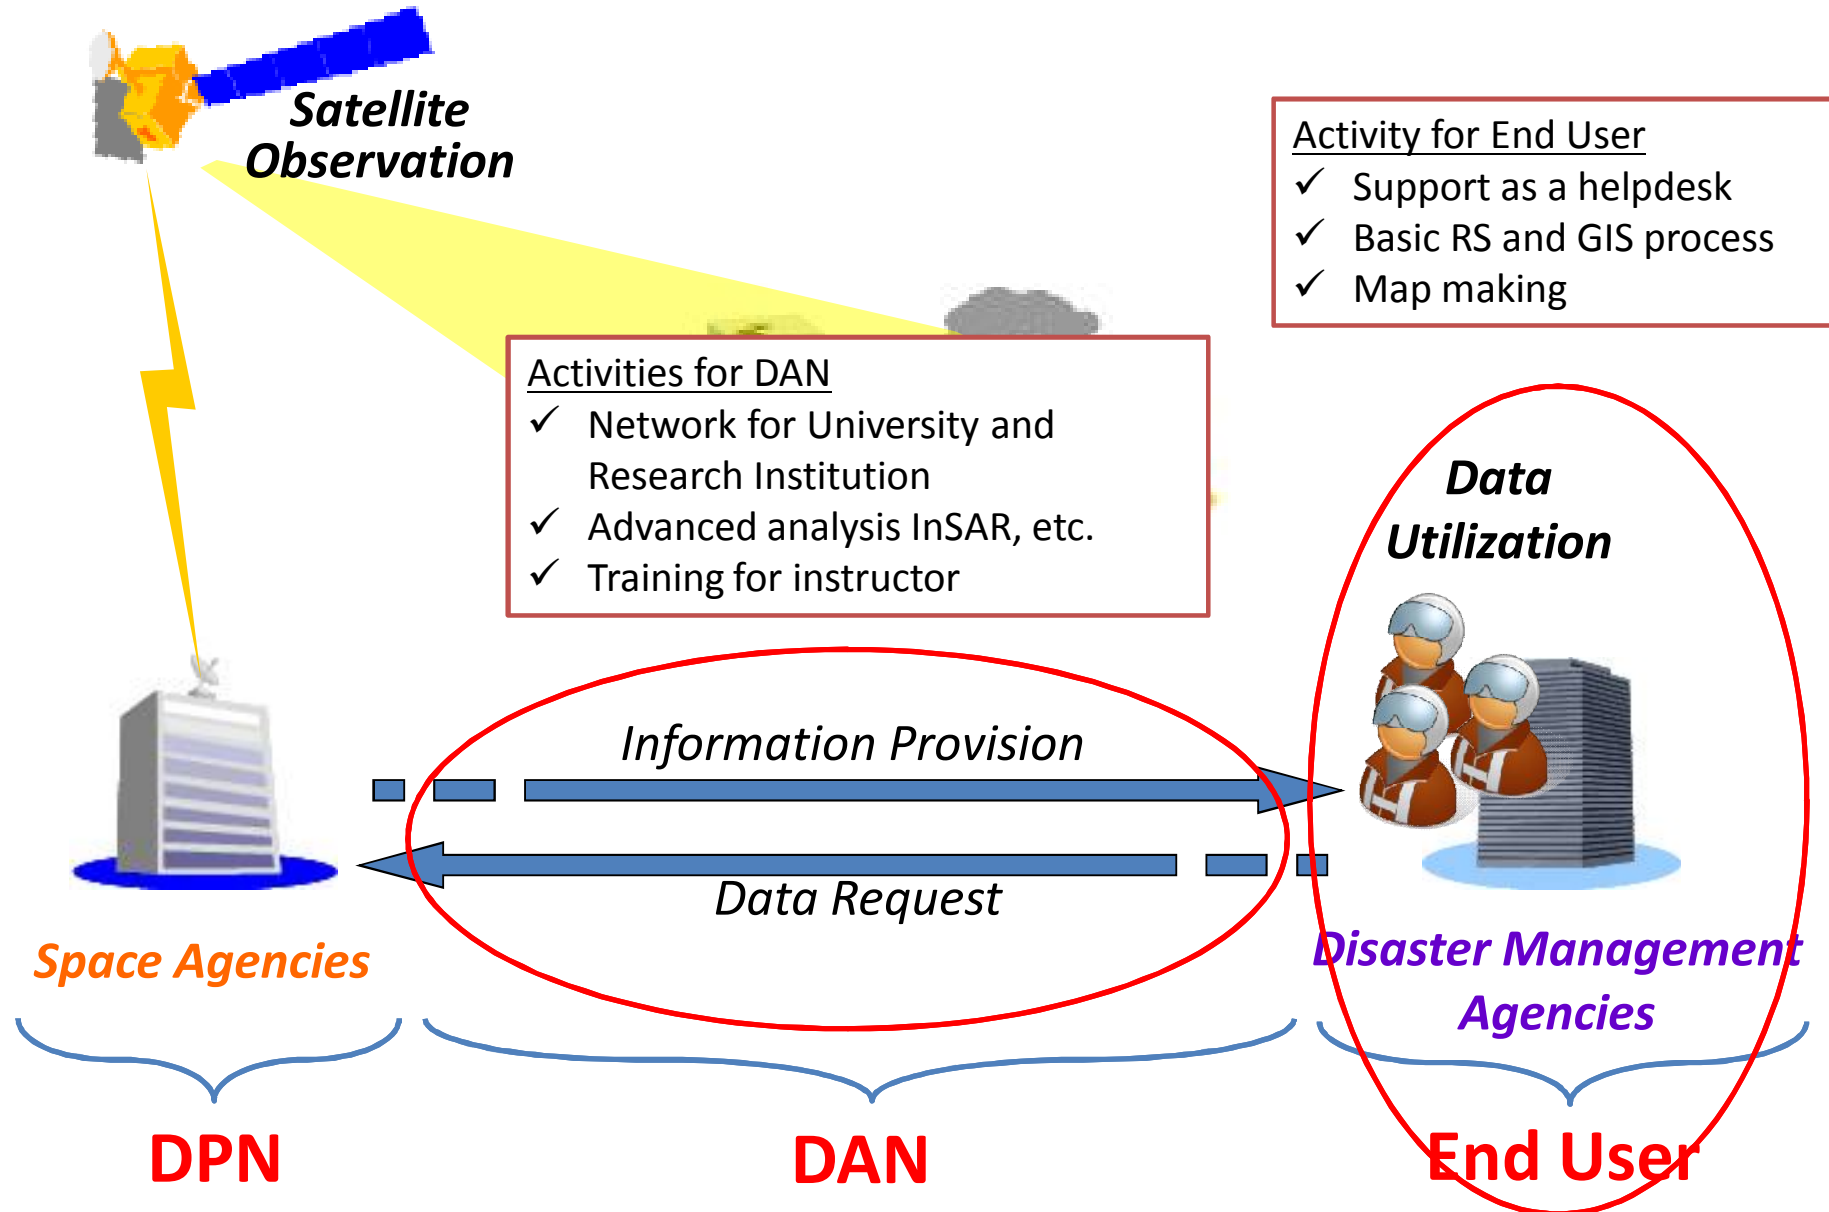 Satellite
Observation
Activity for End User
✓ Support as a helpdesk
✓ Basic RS and GIS process
✓ Map making
Activities for DAN
✓ Network for University and
Research Institution
✓ Advanced analysis InSAR, etc.
✓ Training for instructor
Data
Utilization
Information Provision
Data Request
Space Agencies
Disaster Management
Agencies
DPN
DAN
End User